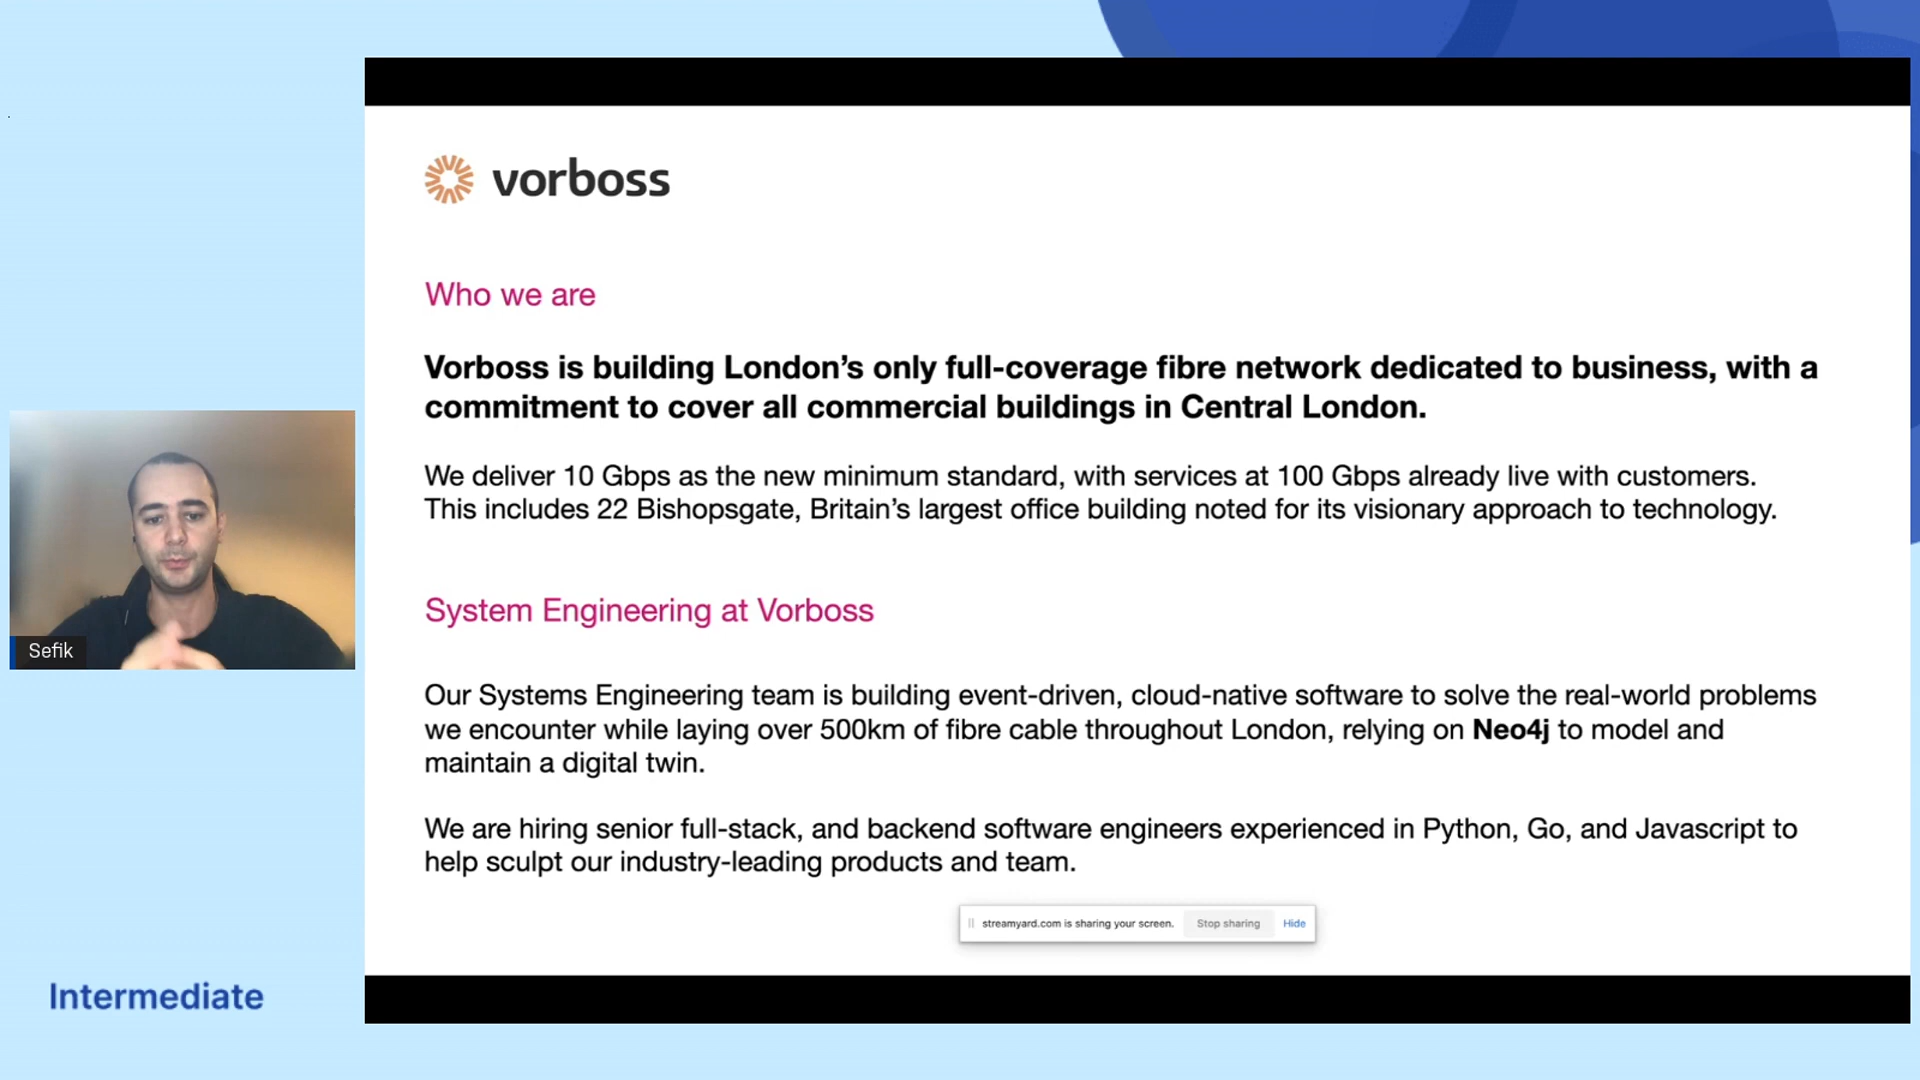 vorboss
Who we are
Vorboss is building London’s only full-coverage fibre network dedicated to business, with a
commitment to cover all commercial buildings in Central London.
We deliver 10 Gbps as the new minimum standard, with services at 100 Gbps already live with customers.
This includes 22 Bishopsgate, Britain’s largest office building noted for its visionary approach to technology.
System Engineering at Vorboss
Our Systems Engineering team is building event-driven, cloud-native software to solve the real-world problems
we encounter while laying over 500km of fibre cable throughout London, relying on Neo4j to model and
maintain a digital twin.
We are hiring senior full-stack, and backend software engineers experienced in Python, Go, and Javascript to
help sculpt our industry-leading products and team.
streamyard.com is sharing your screen. Stop sharing Hide
Sefik
Intermediate